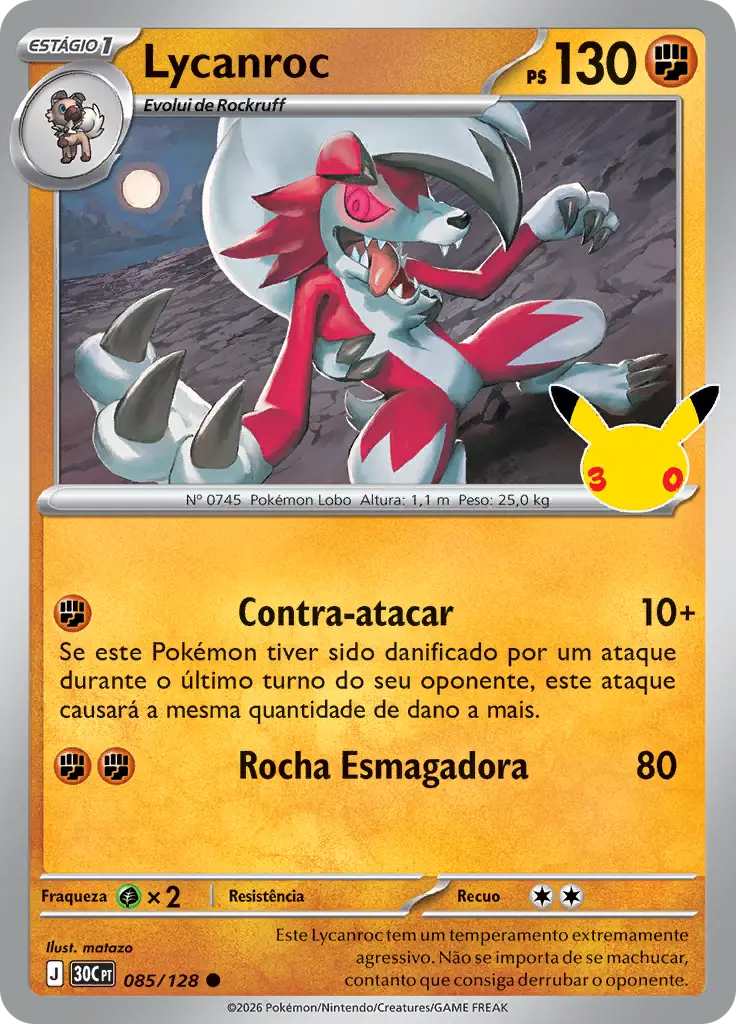 ESTÁGIO 1
Lycanroc
PS 130
Evolui de Rockruff
30
Nº 0745 Pokémon Lobo Altura: 1,1 m Peso: 25,0 kg
Contra-atacar 10+
Se este Pokémon tiver sido danificado por um ataque
durante o último turno do seu oponente, este ataque
causará a mesma quantidade de dano a mais.
Rocha Esmagadora 80
Fraqueza ×2 Resistência Recuo
Ilust. matazo
J 30C PT 085/128
Este Lycanroc tem um temperamento extremamente
agressivo. Não se importa de se machucar,
contanto que consiga derrubar o oponente.
©2026 Pokémon/Nintendo/Creatures/GAME FREAK